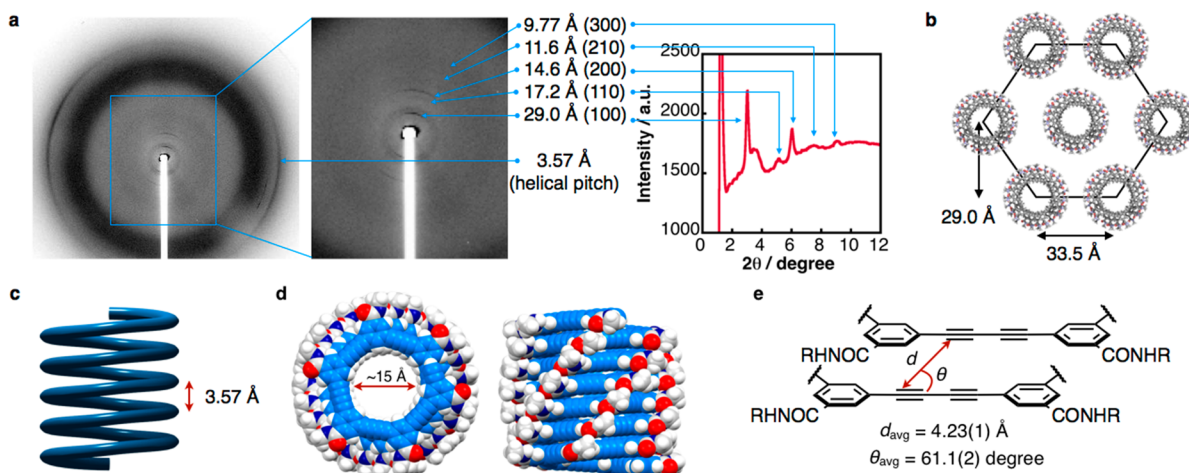 a
9.77 Å (300)
11.6 Å (210)
14.6 Å (200)
17.2 Å (110)
29.0 Å (100)
3.57 Å
(helical pitch)
Intensity / a.u.
2500
2000
1500
1000
0 2 4 6 8 10 12
2θ / degree
b
29.0 Å
33.5 Å
c
3.57 Å
d
~15 Å
e
RHNOC
d
CONHR
θ
RHNOC
CONHR
davg = 4.23(1) Å
θavg = 61.1(2) degree